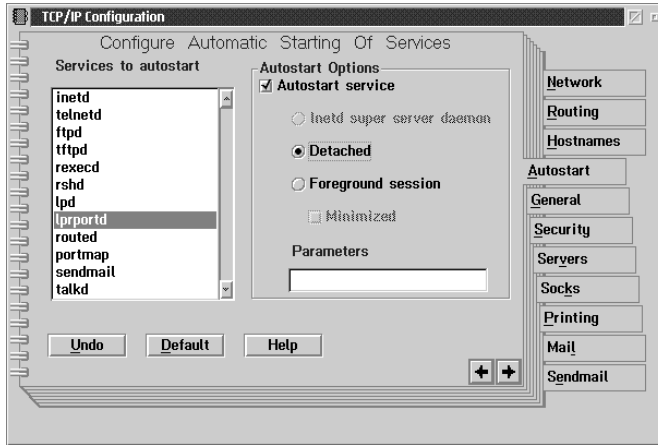 TCP/IP Configuration
Configure Automatic Starting Of Services
Services to autostart
inetd
telnetd
ftpd
tftpd
rexecd
rshd
lpd
lprportd
routed
portmap
sendmail
talkd
Autostart Options
Autostart service
Inetd super server daemon
Detached
Foreground session
Minimized
Parameters
Undo
Default
Help
Network
Routing
Hostnames
Autostart
General
Security
Servers
Socks
Printing
Mail
Sendmail